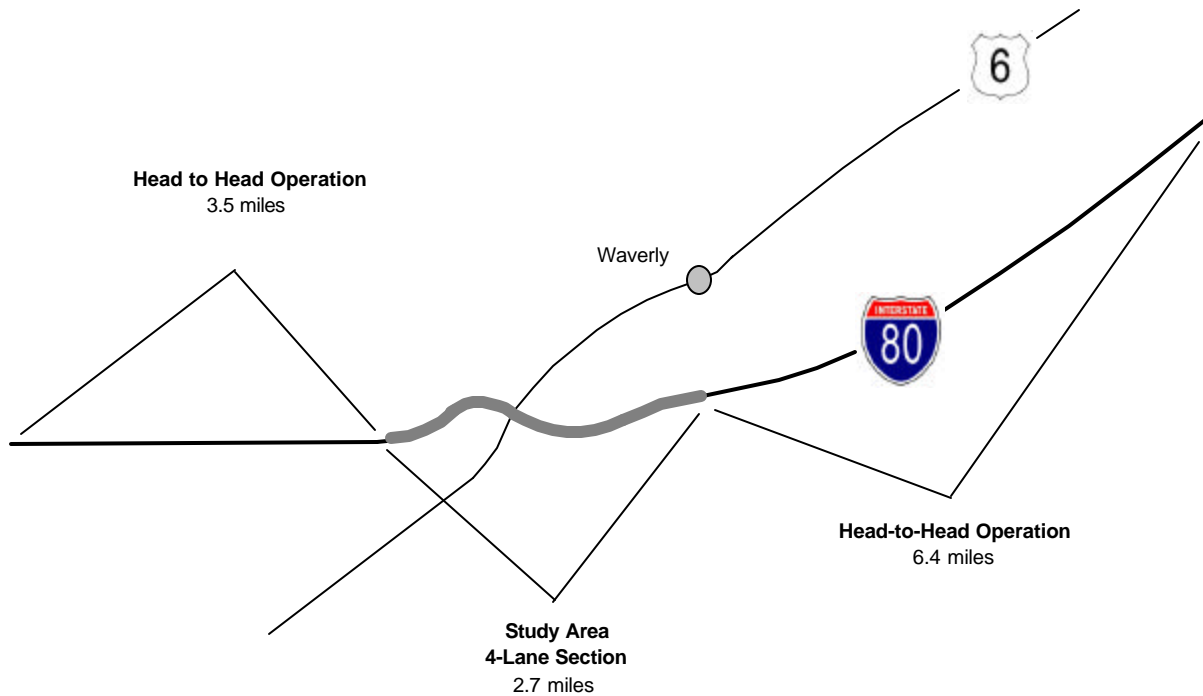 6
Head to Head Operation
3.5 miles
Waverly
INTERSTATE
80
Head-to-Head Operation
6.4 miles
Study Area
4-Lane Section
2.7 miles